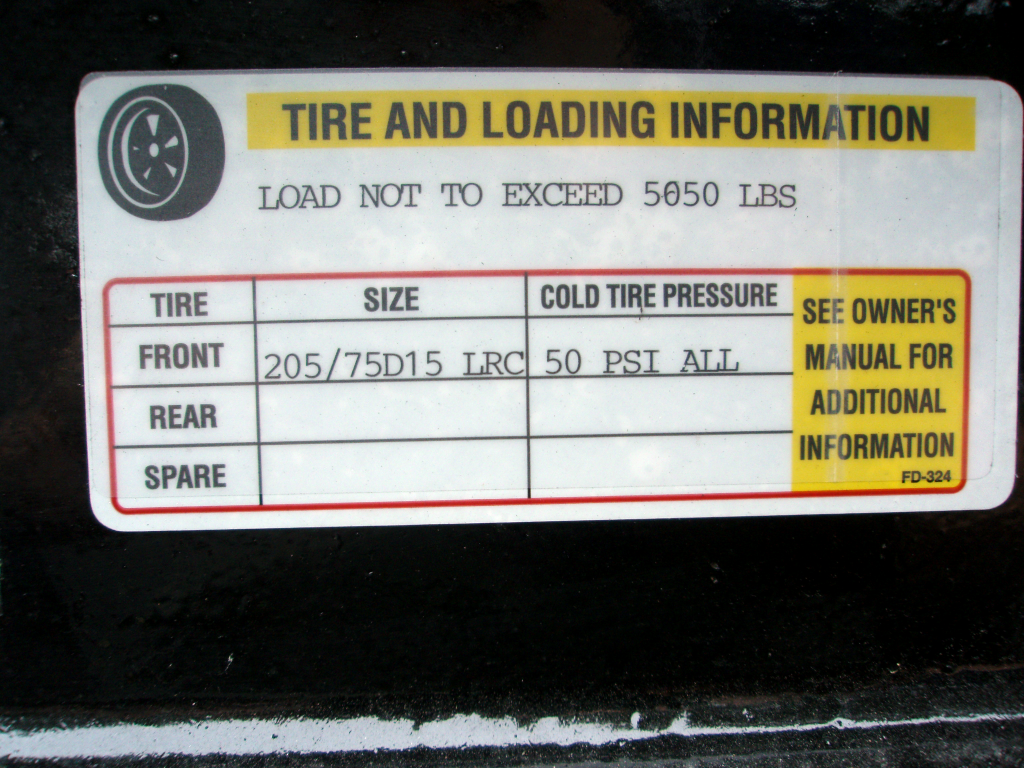 TIRE AND LOADING INFORMATION
LOAD NOT TO EXCEED 5050 LBS
TIRE SIZE COLD TIRE PRESSURE
FRONT 205/75D15 LRC 50 PSI ALL
REAR
SPARE
SEE OWNER'S
MANUAL FOR
ADDITIONAL
INFORMATION
FD-324